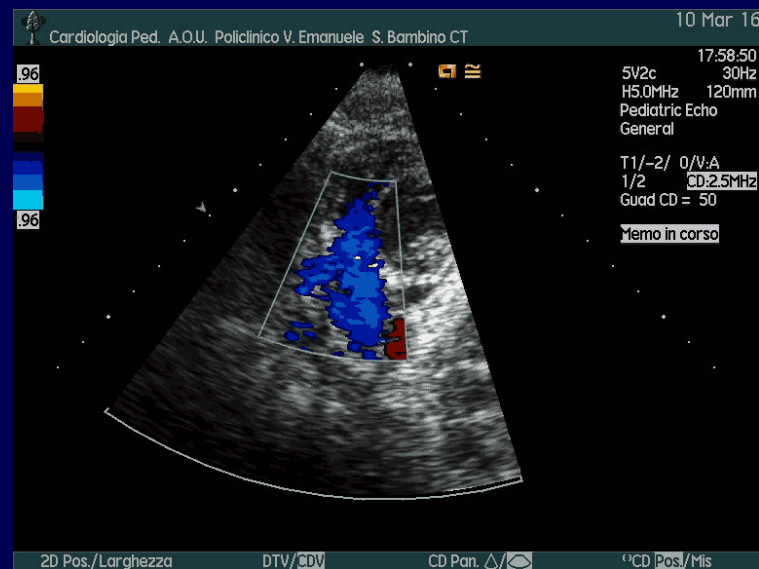 10 Mar 16
Cardiologia Ped. A.O.U. Policlinico V. Emanuele S. Bambino CT
17:58:50
.96
5V2c 30Hz
H5.0MHz 120mm
Pediatric Echo
General
T1/-2/ 0/V:A
1/2 CD:2.5MHz
Guad CD = 50
.96
Memo in corso
2D Pos./Larghezza DTV/CDV CD Pan. CD Pos/Mis